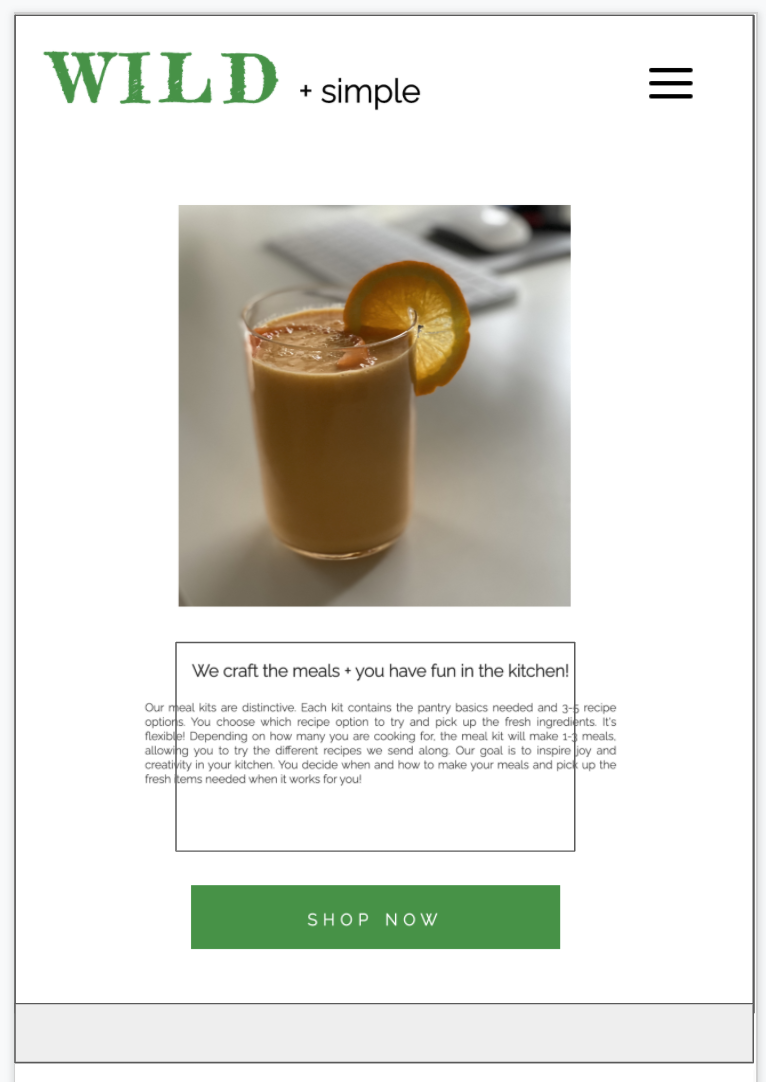 WILD + simple
We craft the meals + you have fun in the kitchen!
Our meal kits are distinctive. Each kit contains the pantry basics needed and 3-5 recipe
options. You choose which recipe option to try and pick up the fresh ingredients. It's
flexible! Depending on how many you are cooking for, the meal kit will make 1-3 meals,
allowing you to try the different recipes we send along. Our goal is to inspire joy and
creativity in your kitchen. You decide when and how to make your meals and pick up the
fresh items needed when it works for you!
SHOP NOW